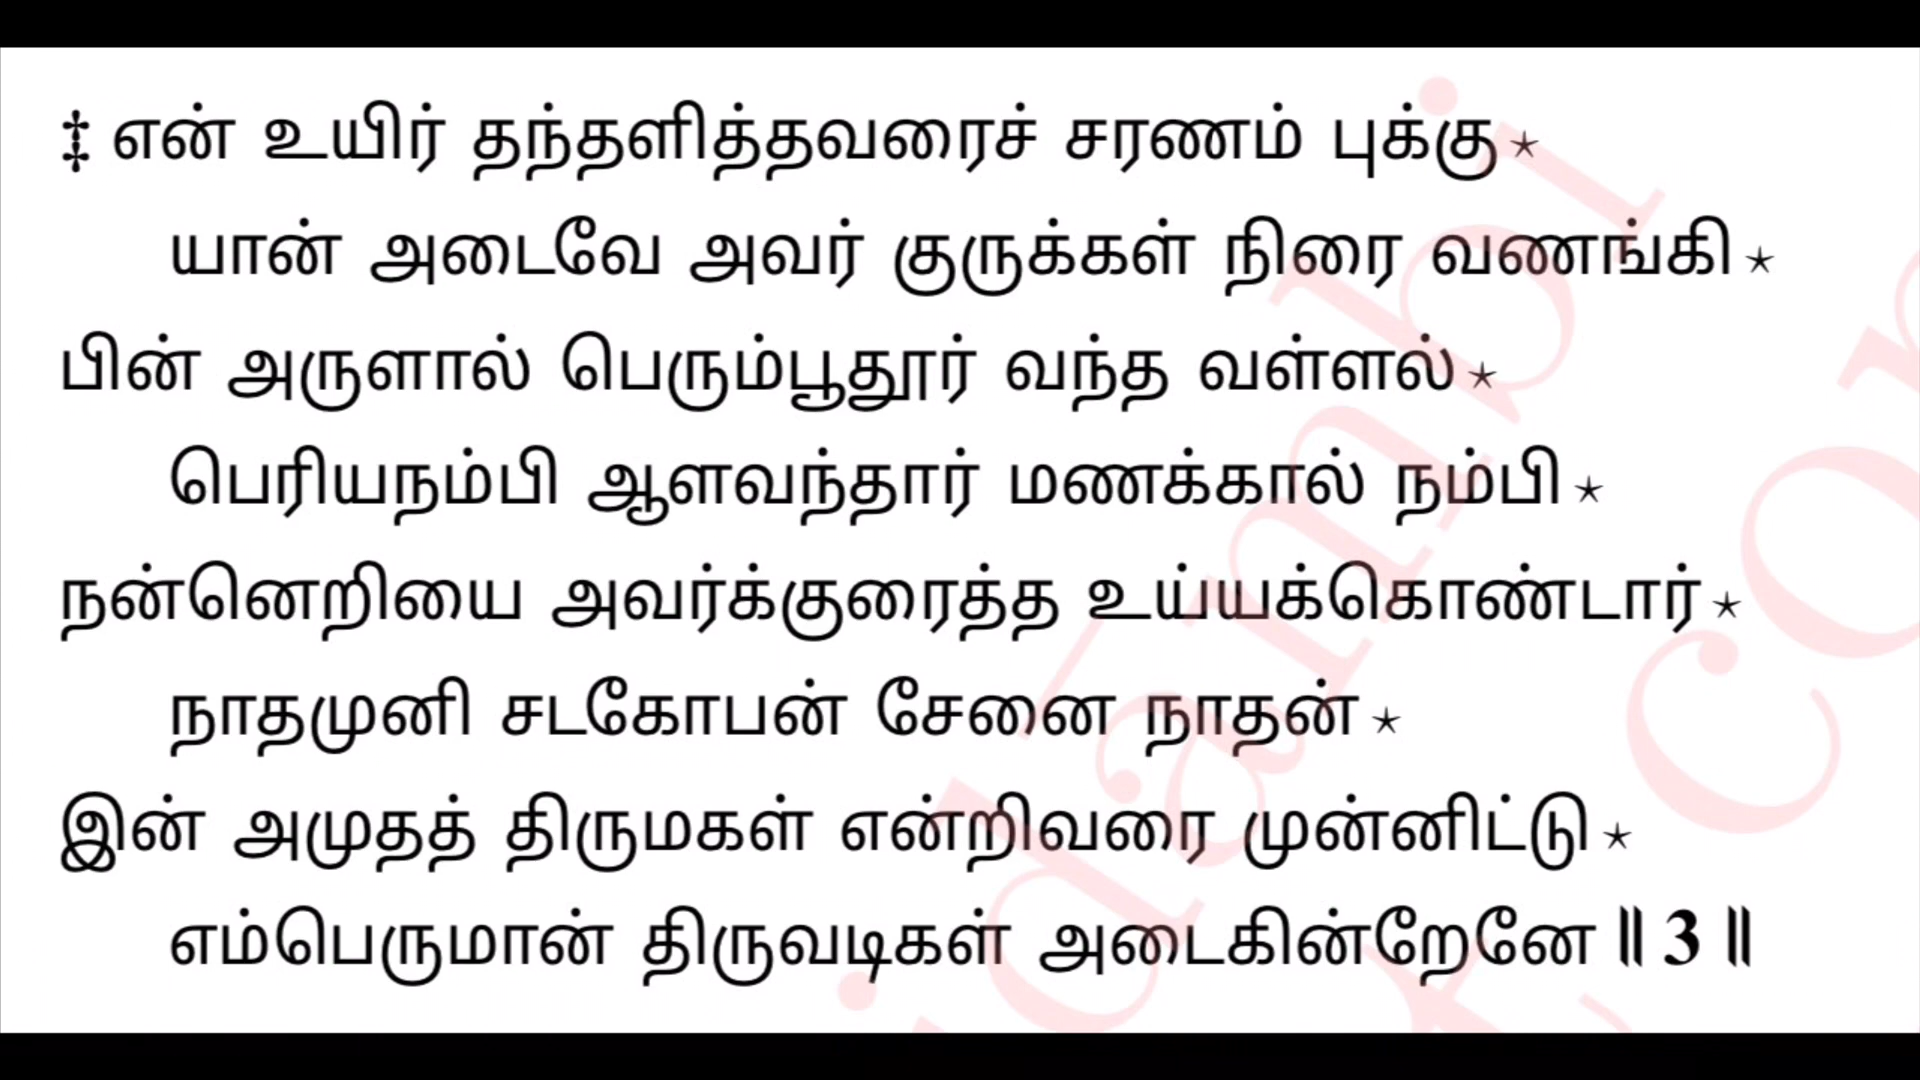 ‡ என் உயிர் தந்தளித்தவரைச் சரணம் புக்கு⋆
யான் அடைவே அவர் குருக்கள் நிரை வணங்கி⋆
பின் அருளால் பெரும்பூதூர் வந்த வள்ளல்⋆
பெரியநம்பி ஆளவந்தார் மணக்கால் நம்பி⋆
நன்னெறியை அவர்க்குரைத்த உய்யக்கொண்டார்⋆
நாதமுனி சடகோபன் சேனை நாதன்⋆
இன் அமுதத் திருமகள் என்றிவரை முன்னிட்டு⋆
எம்பெருமான் திருவடிகள் அடைகின்றேனே ॥ 3 ॥